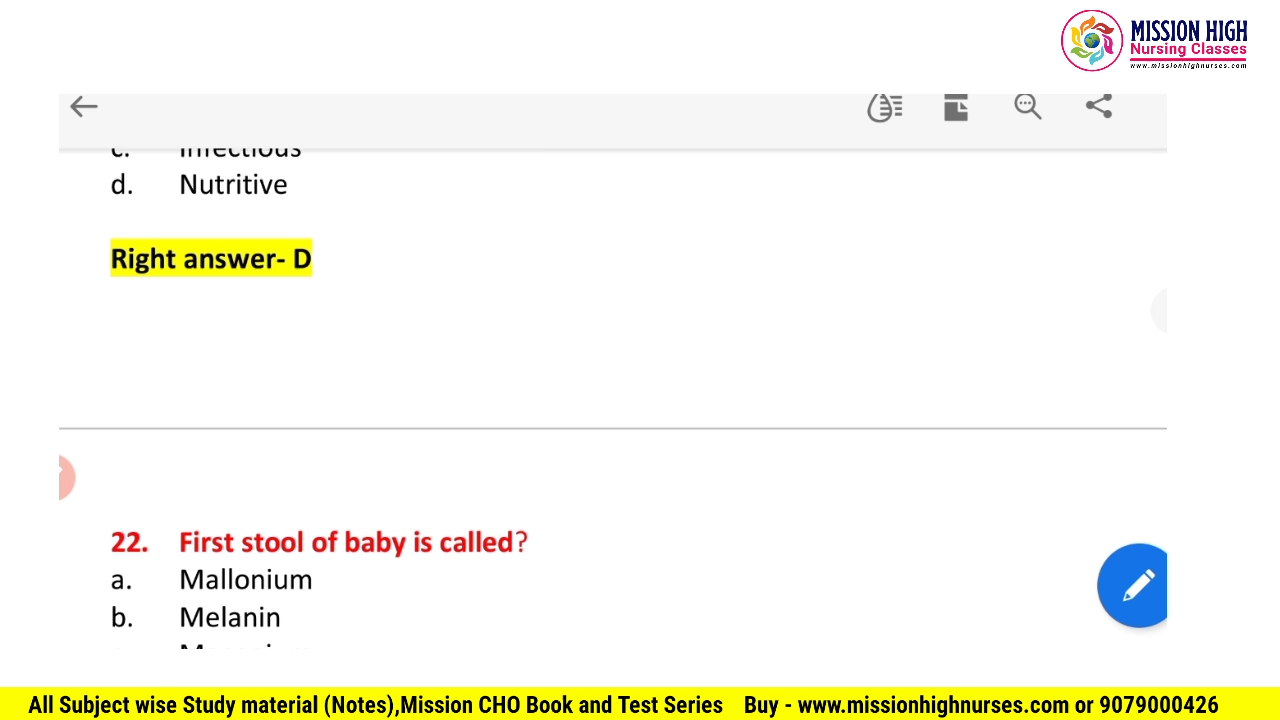 MISSION HIGH
Nursing Classes
www.missionhighnurses.com
c. Infectious
d. Nutritive
Right answer- D
22. First stool of baby is called?
a. Mallonium
b. Melanin
All Subject wise Study material (Notes),Mission CHO Book and Test Series Buy - www.missionhighnurses.com or 9079000426